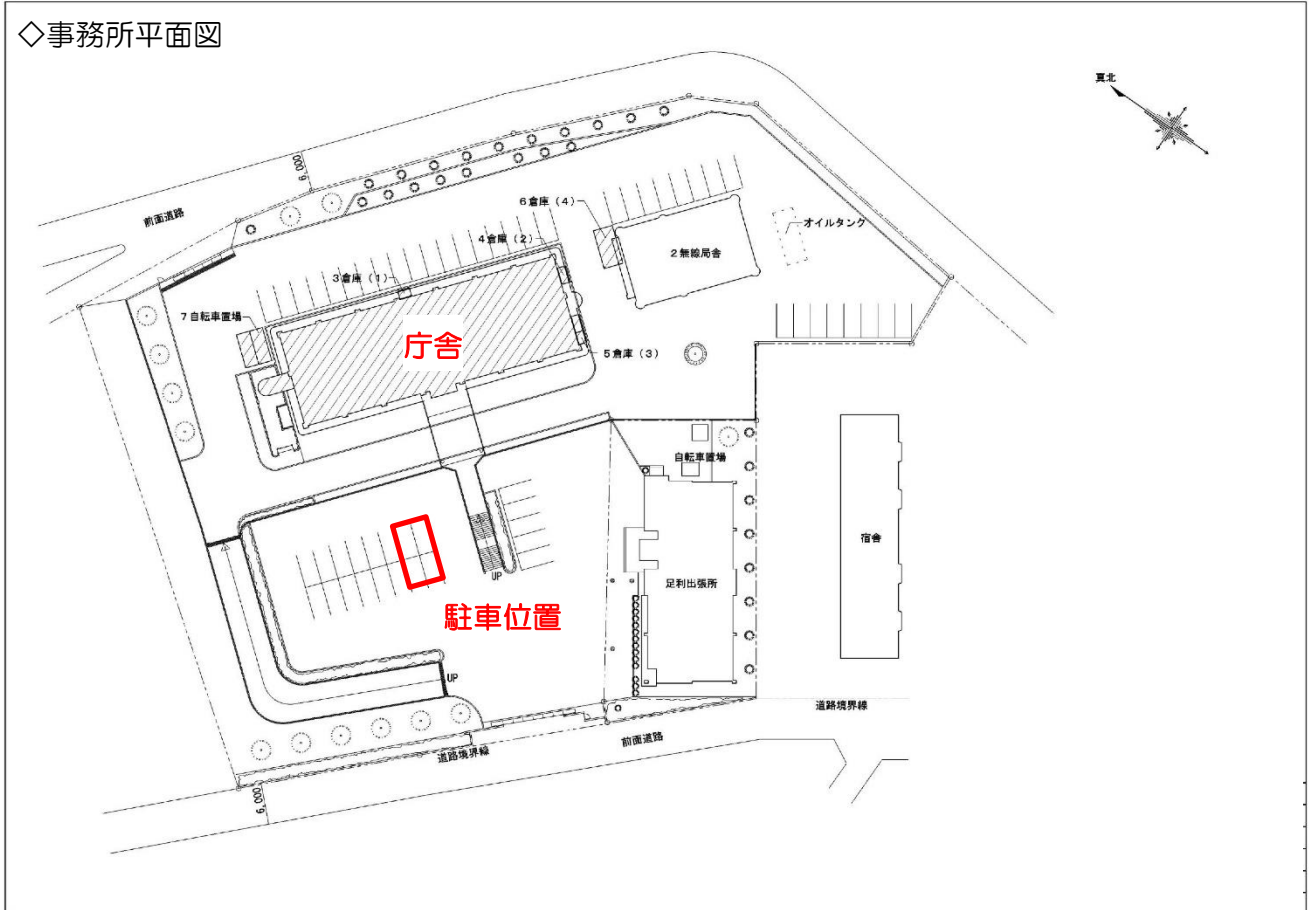 ◇事務所平面図
真北
6,000
前面道路
6倉庫（4）
オイルタンク
4倉庫（2）
2無線局舎
3倉庫（1）
7自転車置場
庁舎
5倉庫（3）
自転車置場
宿舎
足利出張所
UP
駐車位置
UP
道路境界線
前面道路
道路境界線
6,000